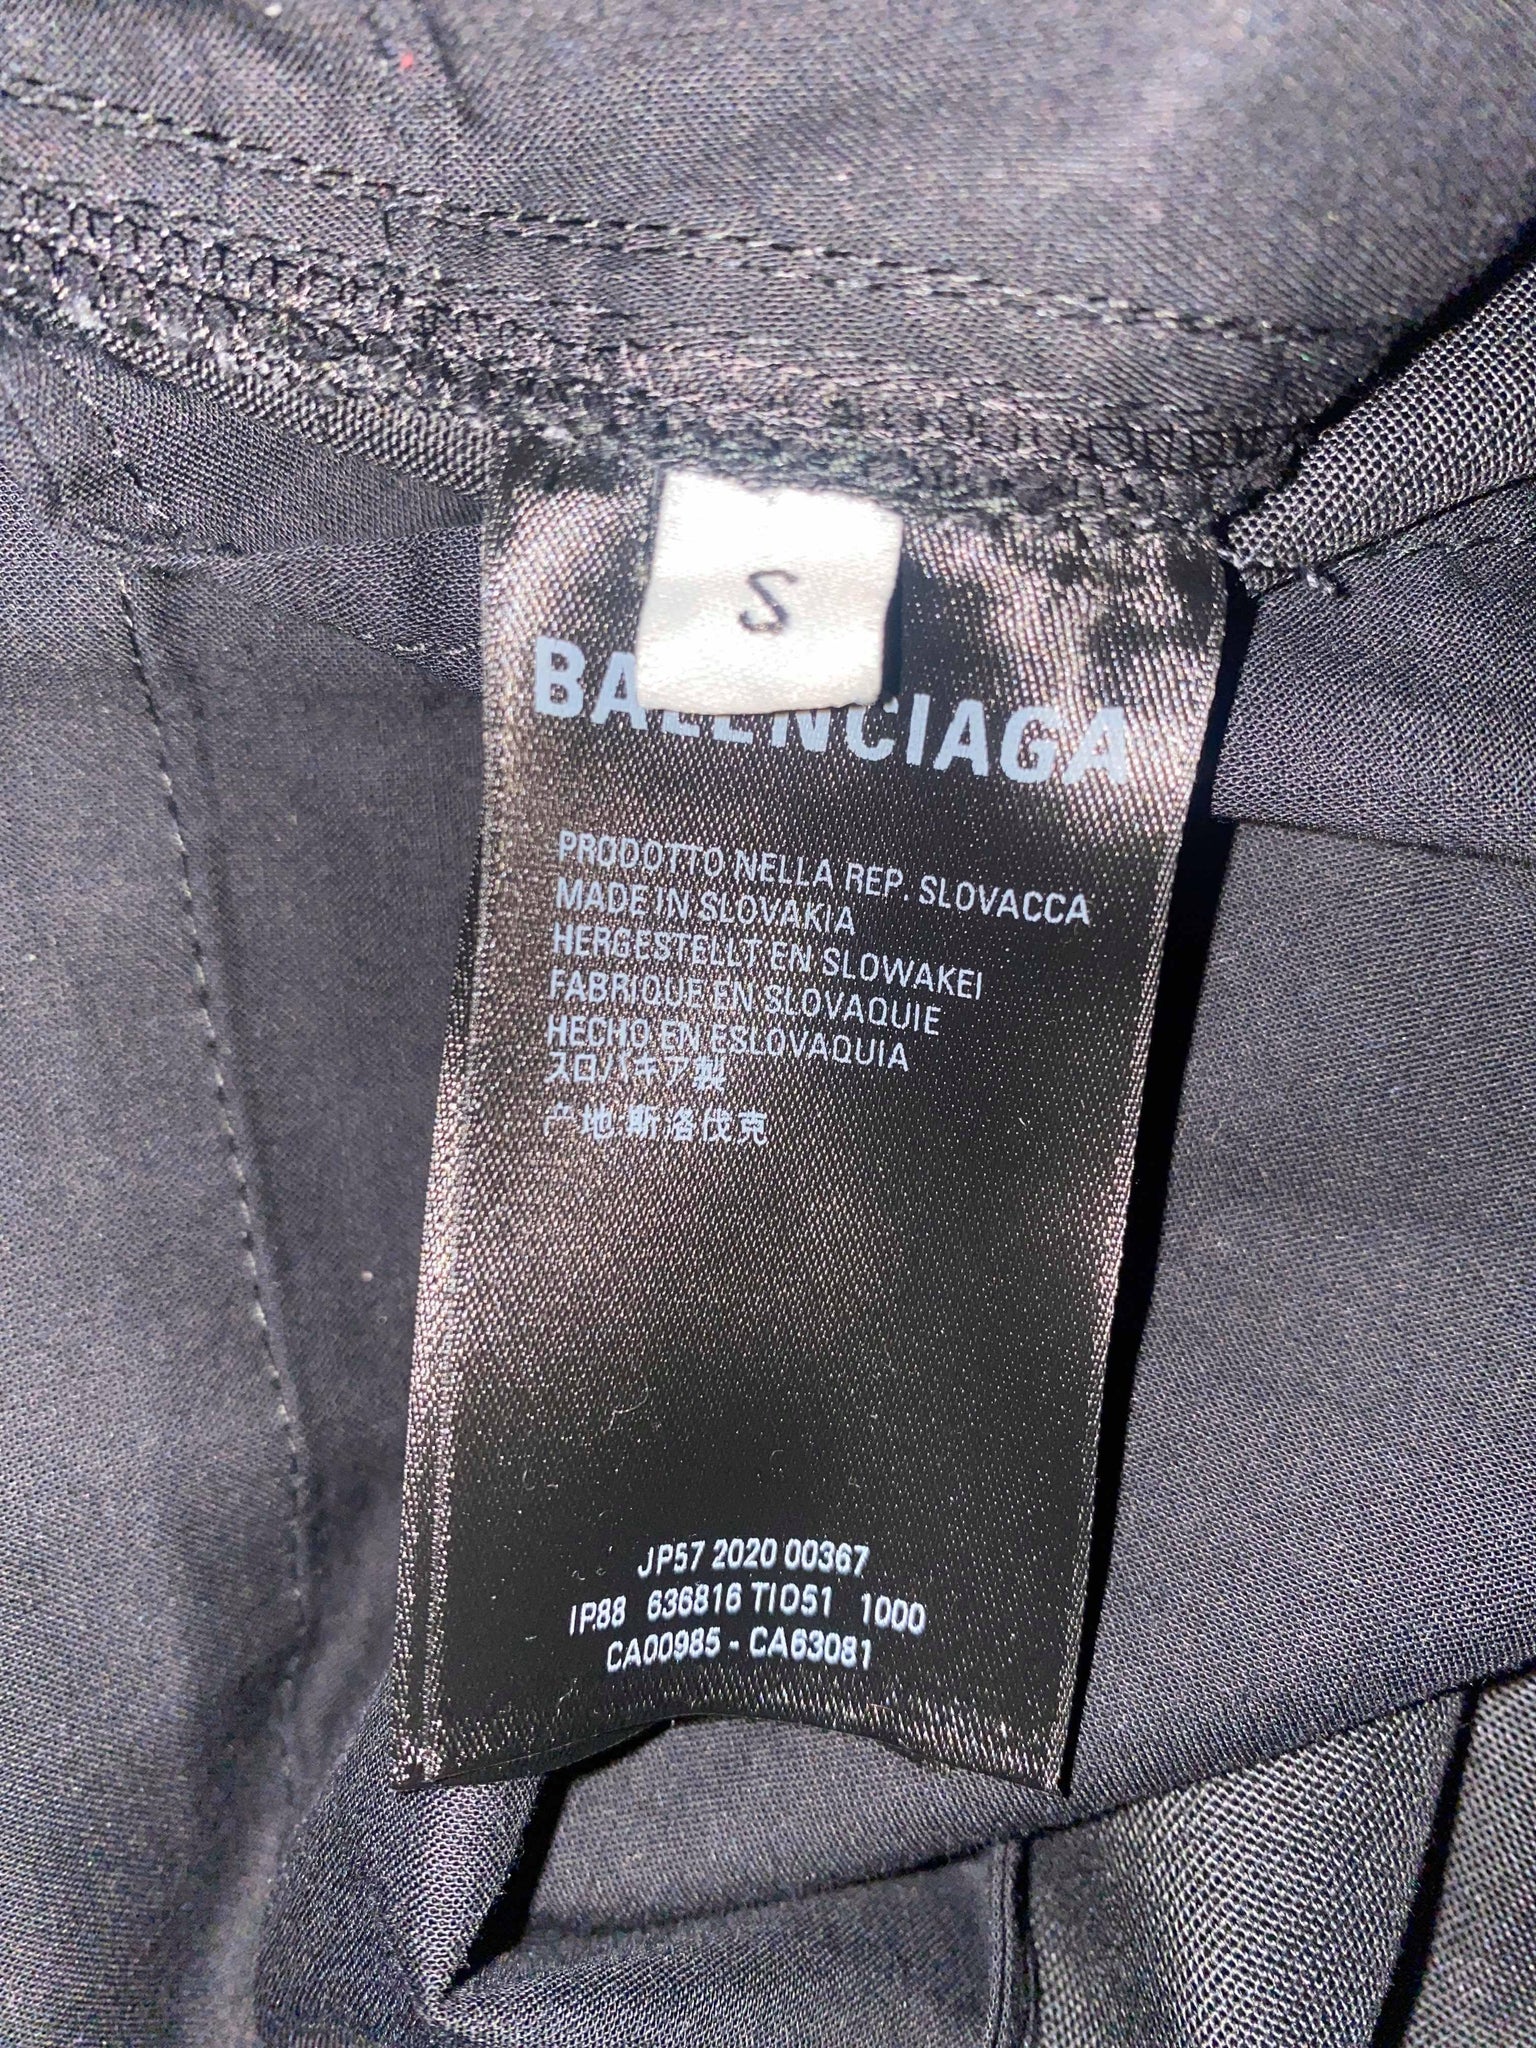 S
BALENCIAGA
PRODOTTO NELLA REP. SLOVACCA
MADE IN SLOVAKIA
HERGESTELLT EN SLOWAKEI
FABRIQUE EN SLOVAQUIE
HECHO EN ESLOVAQUIA
スロバキア製
产地 斯洛伐克
JP57 2020 00367
IP88 636816 TIO51 1000
CA00985 - CA63081